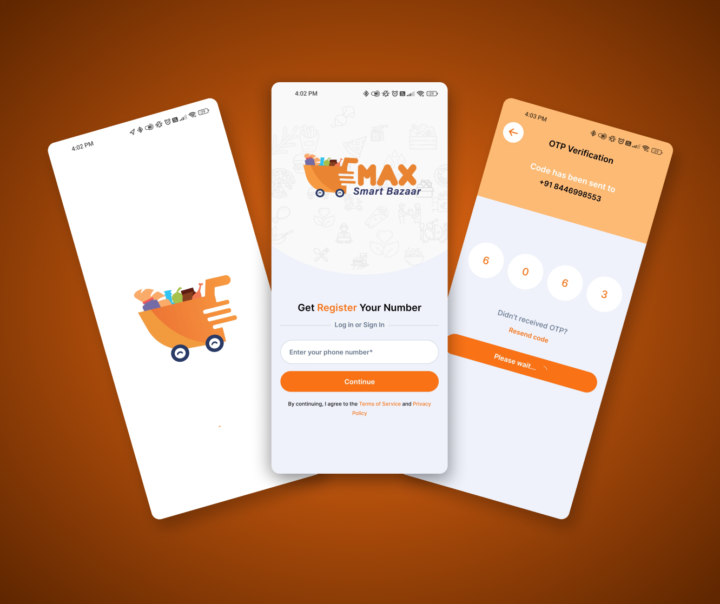 4:02 PM
4:02 PM
EMAX
Smart Bazaar
Get Register Your Number
Log in or Sign In
Enter your phone number*
Continue
By continuing, I agree to the Terms of Service and Privacy
Policy
4:03 PM
OTP Verification
Code has been sent to
+91 8446998553
6 0 6 3
Didn't received OTP?
Resend code
Please wait...